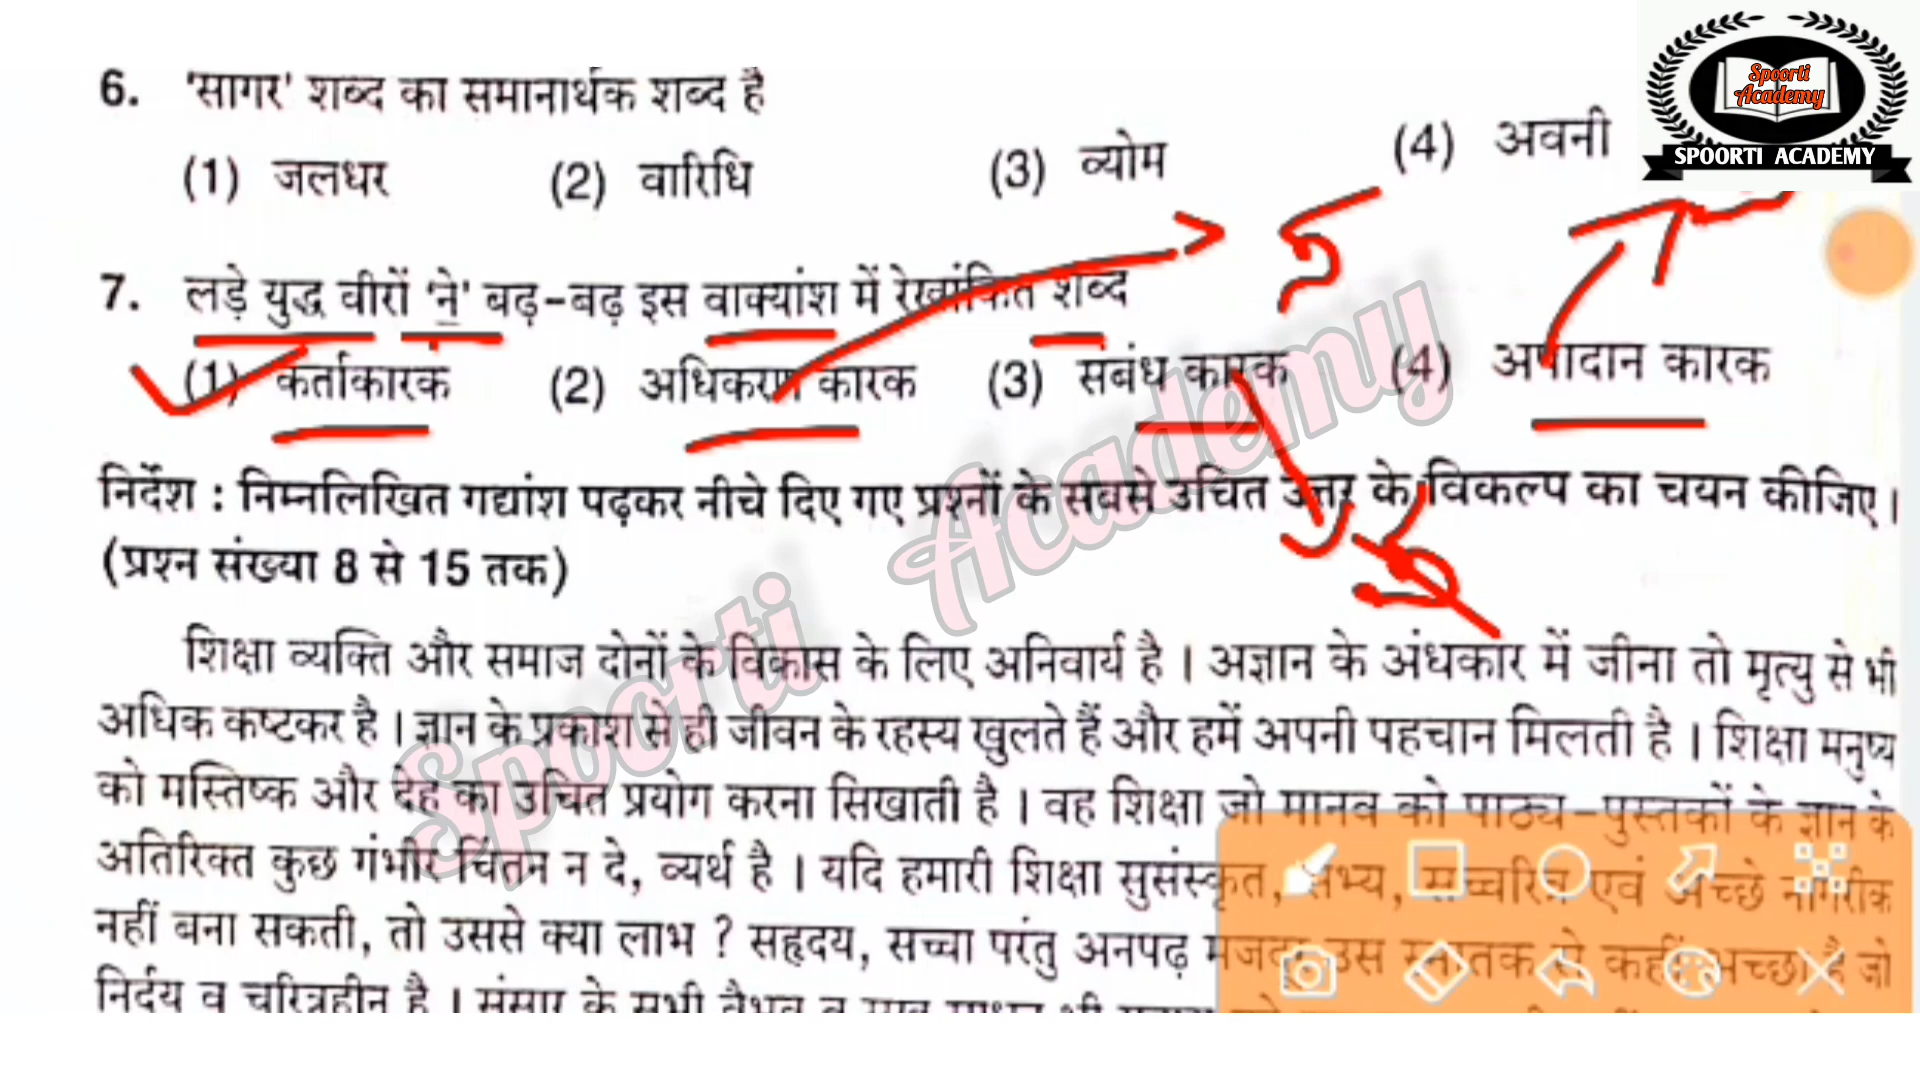 Spoorti
Academy
SPOORTI ACADEMY
6. 'सागर' शब्द का समानार्थक शब्द है
(1) जलधर (2) वारिधि (3) व्योम (4) अवनी
7. लड़े युद्ध वीरों 'ने' बढ़-बढ़ इस वाक्यांश में रेखांकित शब्द
(1) कर्ताकारक (2) अधिकरण कारक (3) सबंध कारक (4) अपादान कारक
निर्देश : निम्नलिखित गद्यांश पढ़कर नीचे दिए गए प्रश्नों के सबसे उचित उत्तर के विकल्प का चयन कीजिए।
(प्रश्न संख्या 8 से 15 तक)
शिक्षा व्यक्ति और समाज दोनों के विकास के लिए अनिवार्य है । अज्ञान के अंधकार में जीना तो मृत्यु से भी
अधिक कष्टकर है । ज्ञान के प्रकाश से ही जीवन के रहस्य खुलते हैं और हमें अपनी पहचान मिलती है । शिक्षा मनुष्य
को मस्तिष्क और देह का उचित प्रयोग करना सिखाती है । वह शिक्षा जो मानव को पाठ्य-पुस्तकों के ज्ञान के
अतिरिक्त कुछ गंभीर चिंतन न दे, व्यर्थ है । यदि हमारी शिक्षा सुसंस्कृत, सभ्य, सच्चरित्र एवं अच्छे नागरीक
नहीं बना सकती, तो उससे क्या लाभ ? सहृदय, सच्चा परंतु अनपढ़ मजदूर उस स्नातक से कहीं अच्छा है जो
निर्दय व चरित्रहीन है । संसार के सभी वैभव व
Spoorti Academy